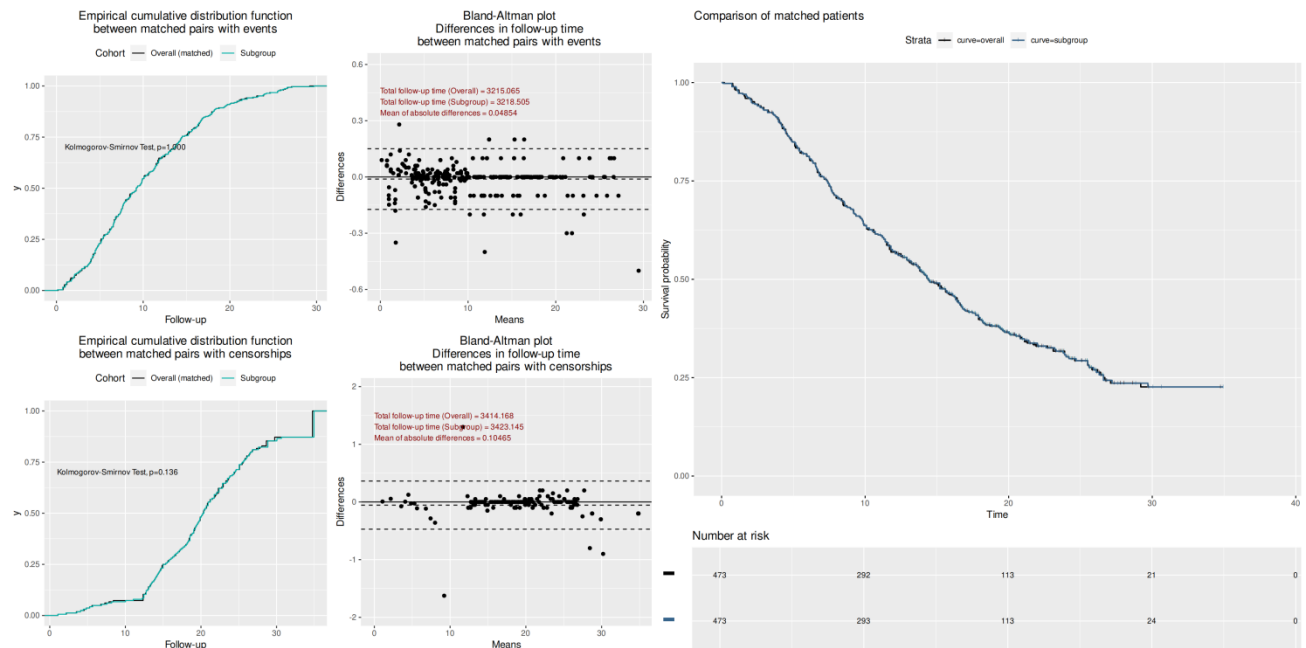 Empirical cumulative distribution function
between matched pairs with events
Cohort Overall (matched) Subgroup
1.00
0.75
0.50
0.25
0.00
y
Kolmogorov-Smirnov Test, p=1.000
0 10 20 30
Follow-up
Bland-Altman plot
Differences in follow-up time
between matched pairs with events
0.6
0.3
0.0
-0.3
-0.6
Differences
Total follow-up time (Overall) = 3215.065
Total follow-up time (Subgroup) = 3218.505
Mean of absolute differences = 0.04854
0 10 20 30
Means
Empirical cumulative distribution function
between matched pairs with censorships
Cohort Overall (matched) Subgroup
1.00
0.75
0.50
0.25
0.00
y
Kolmogorov-Smirnov Test, p=0.136
0 10 20 30
Follow-up
Bland-Altman plot
Differences in follow-up time
between matched pairs with censorships
2
1
0
-1
-2
Differences
Total follow-up time (Overall) = 3414.168
Total follow-up time (Subgroup) = 3423.145
Mean of absolute differences = 0.10465
0 10 20 30
Means
Comparison of matched patients
Strata curve=overall curve=subgroup
1.00
0.75
0.50
0.25
0.00
Survival probability
0 10 20 30 40
Time
Number at risk
473 292 113 21 0
473 293 113 24 0